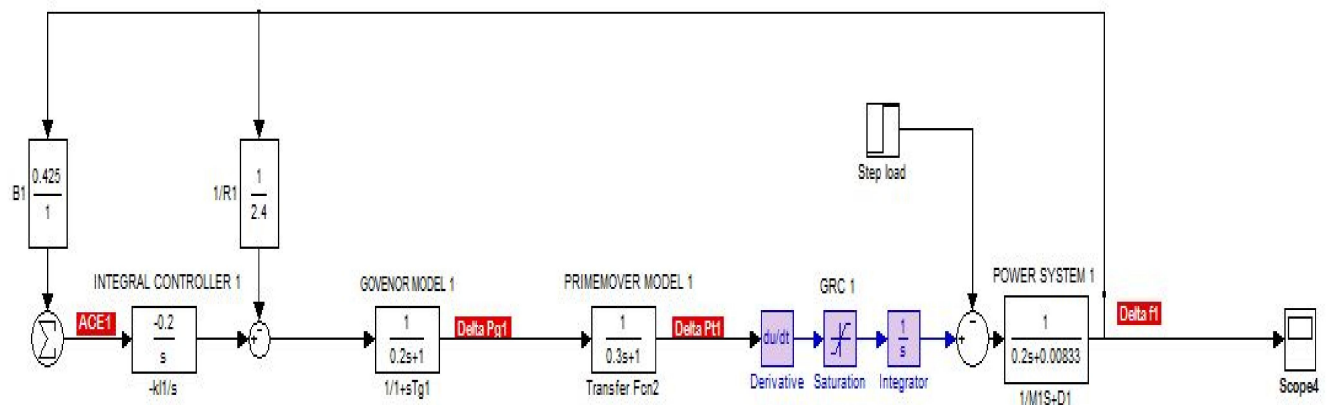 B1
0.425
1
1/R1
1
2.4
Step load
INTEGRAL CONTROLLER 1
GOVENOR MODEL 1
PRIMEMOVER MODEL 1
GRC 1
POWER SYSTEM 1
Σ
ACE1
-0.2
s
-kI1/s
-
+
1
0.2s+1
1/1+sTg1
Delta Pg1
1
0.3s+1
Transfer Fcn2
Delta Pt1
du/dt
Derivative
Saturation
1
s
Integrator
-
+
1
0.2s+0.00833
1/M1S+D1
Delta f1
Scope4